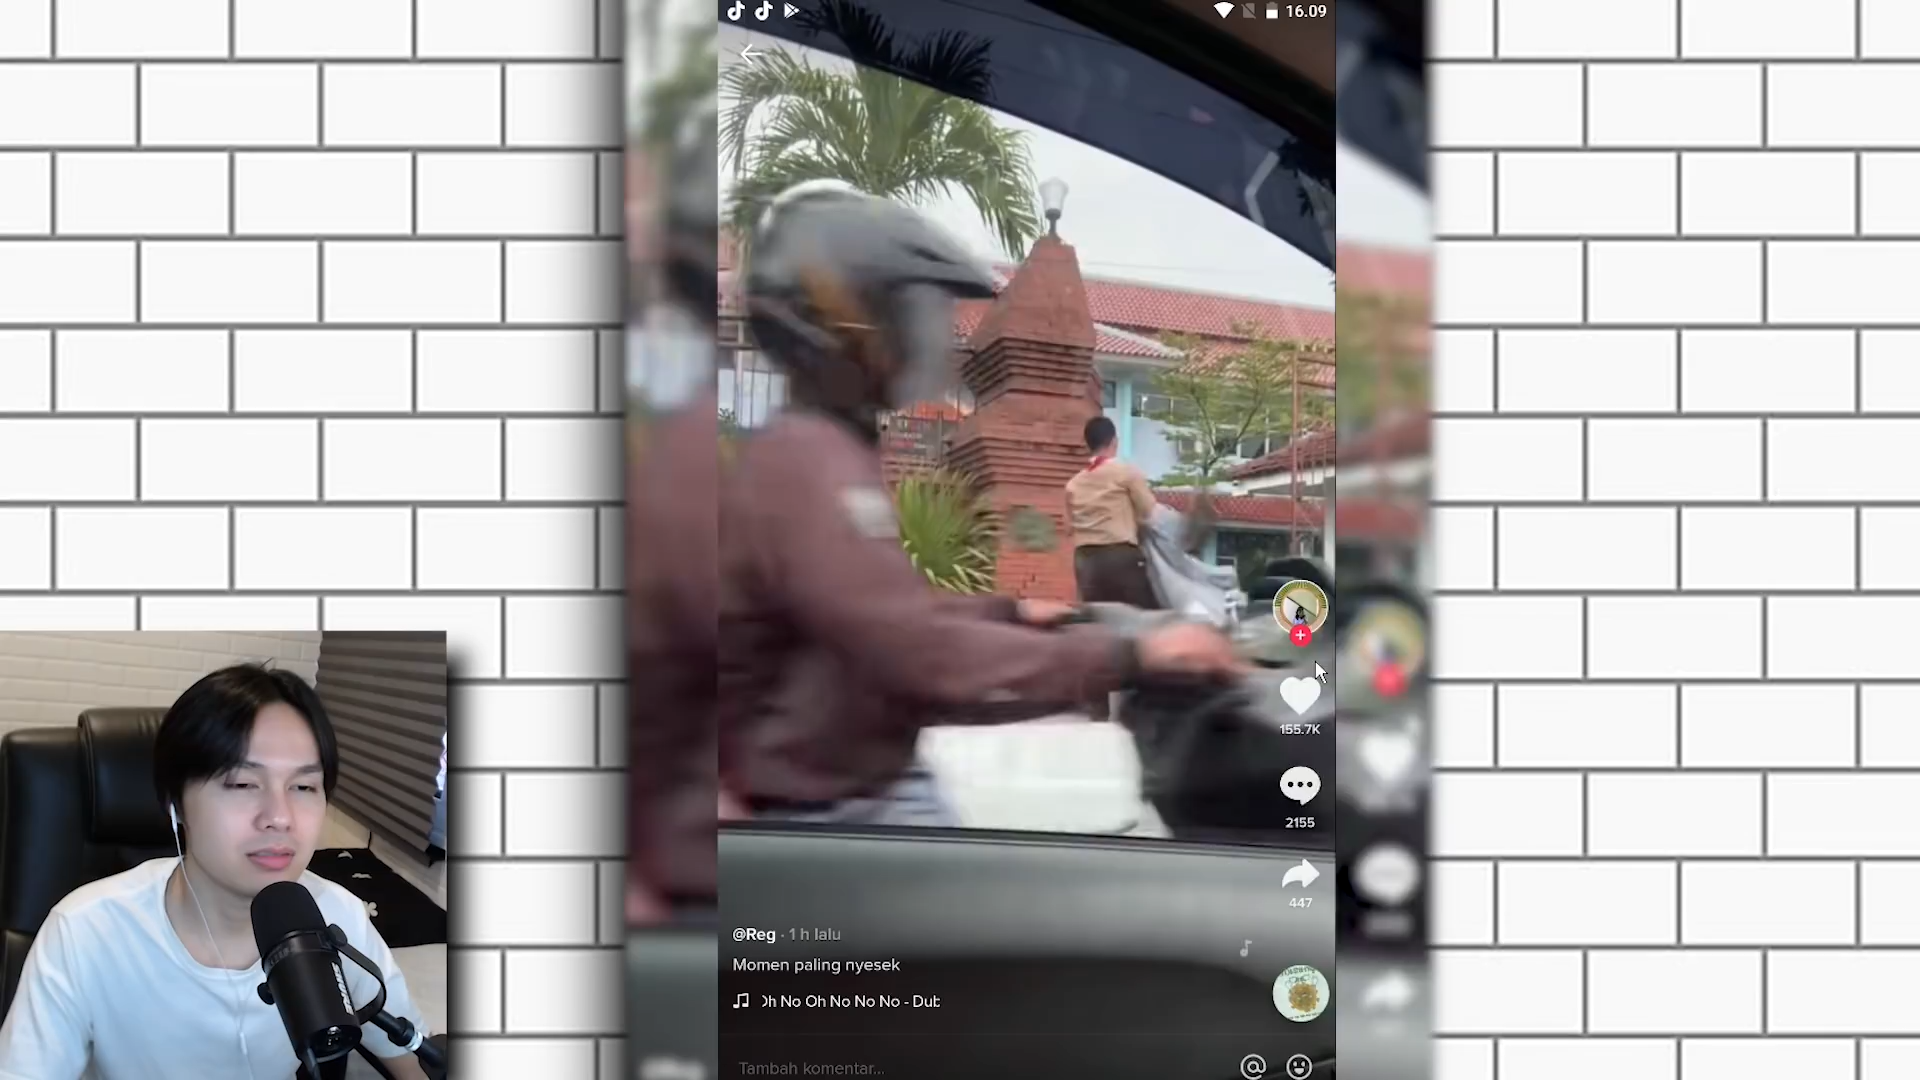 16.09
155.7K
2155
447
@Reg · 1 h lalu
Momen paling nyesek
Oh No Oh No No No - Dub
Tambah komentar...
SHURE